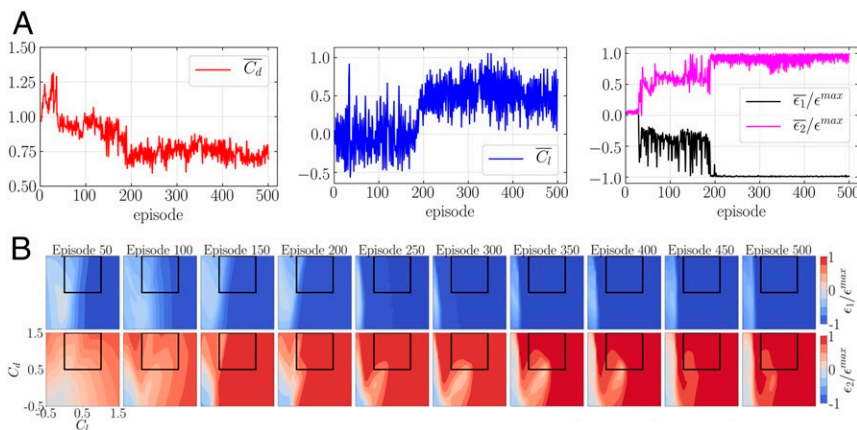 A
1.50
1.25
1.00
0.75
0.50
0 100 200 300 400 500
episode
C̅_d
1.0
0.5
0.0
−0.5
0 100 200 300 400 500
episode
C̅_l
1.0
0.5
0.0
−0.5
−1.0
0 100 200 300 400 500
episode
ϵ̅₁/ϵ^max
ϵ̅₂/ϵ^max
B
Episode 50 Episode 100 Episode 150 Episode 200 Episode 250 Episode 300 Episode 350 Episode 400 Episode 450 Episode 500
1
0
-1
ϵ₁/ϵ^max
1.5
0.5
-0.5
C_d
-0.5 0.5 1.5
C_l
1
0
-1
ϵ₂/ϵ^max